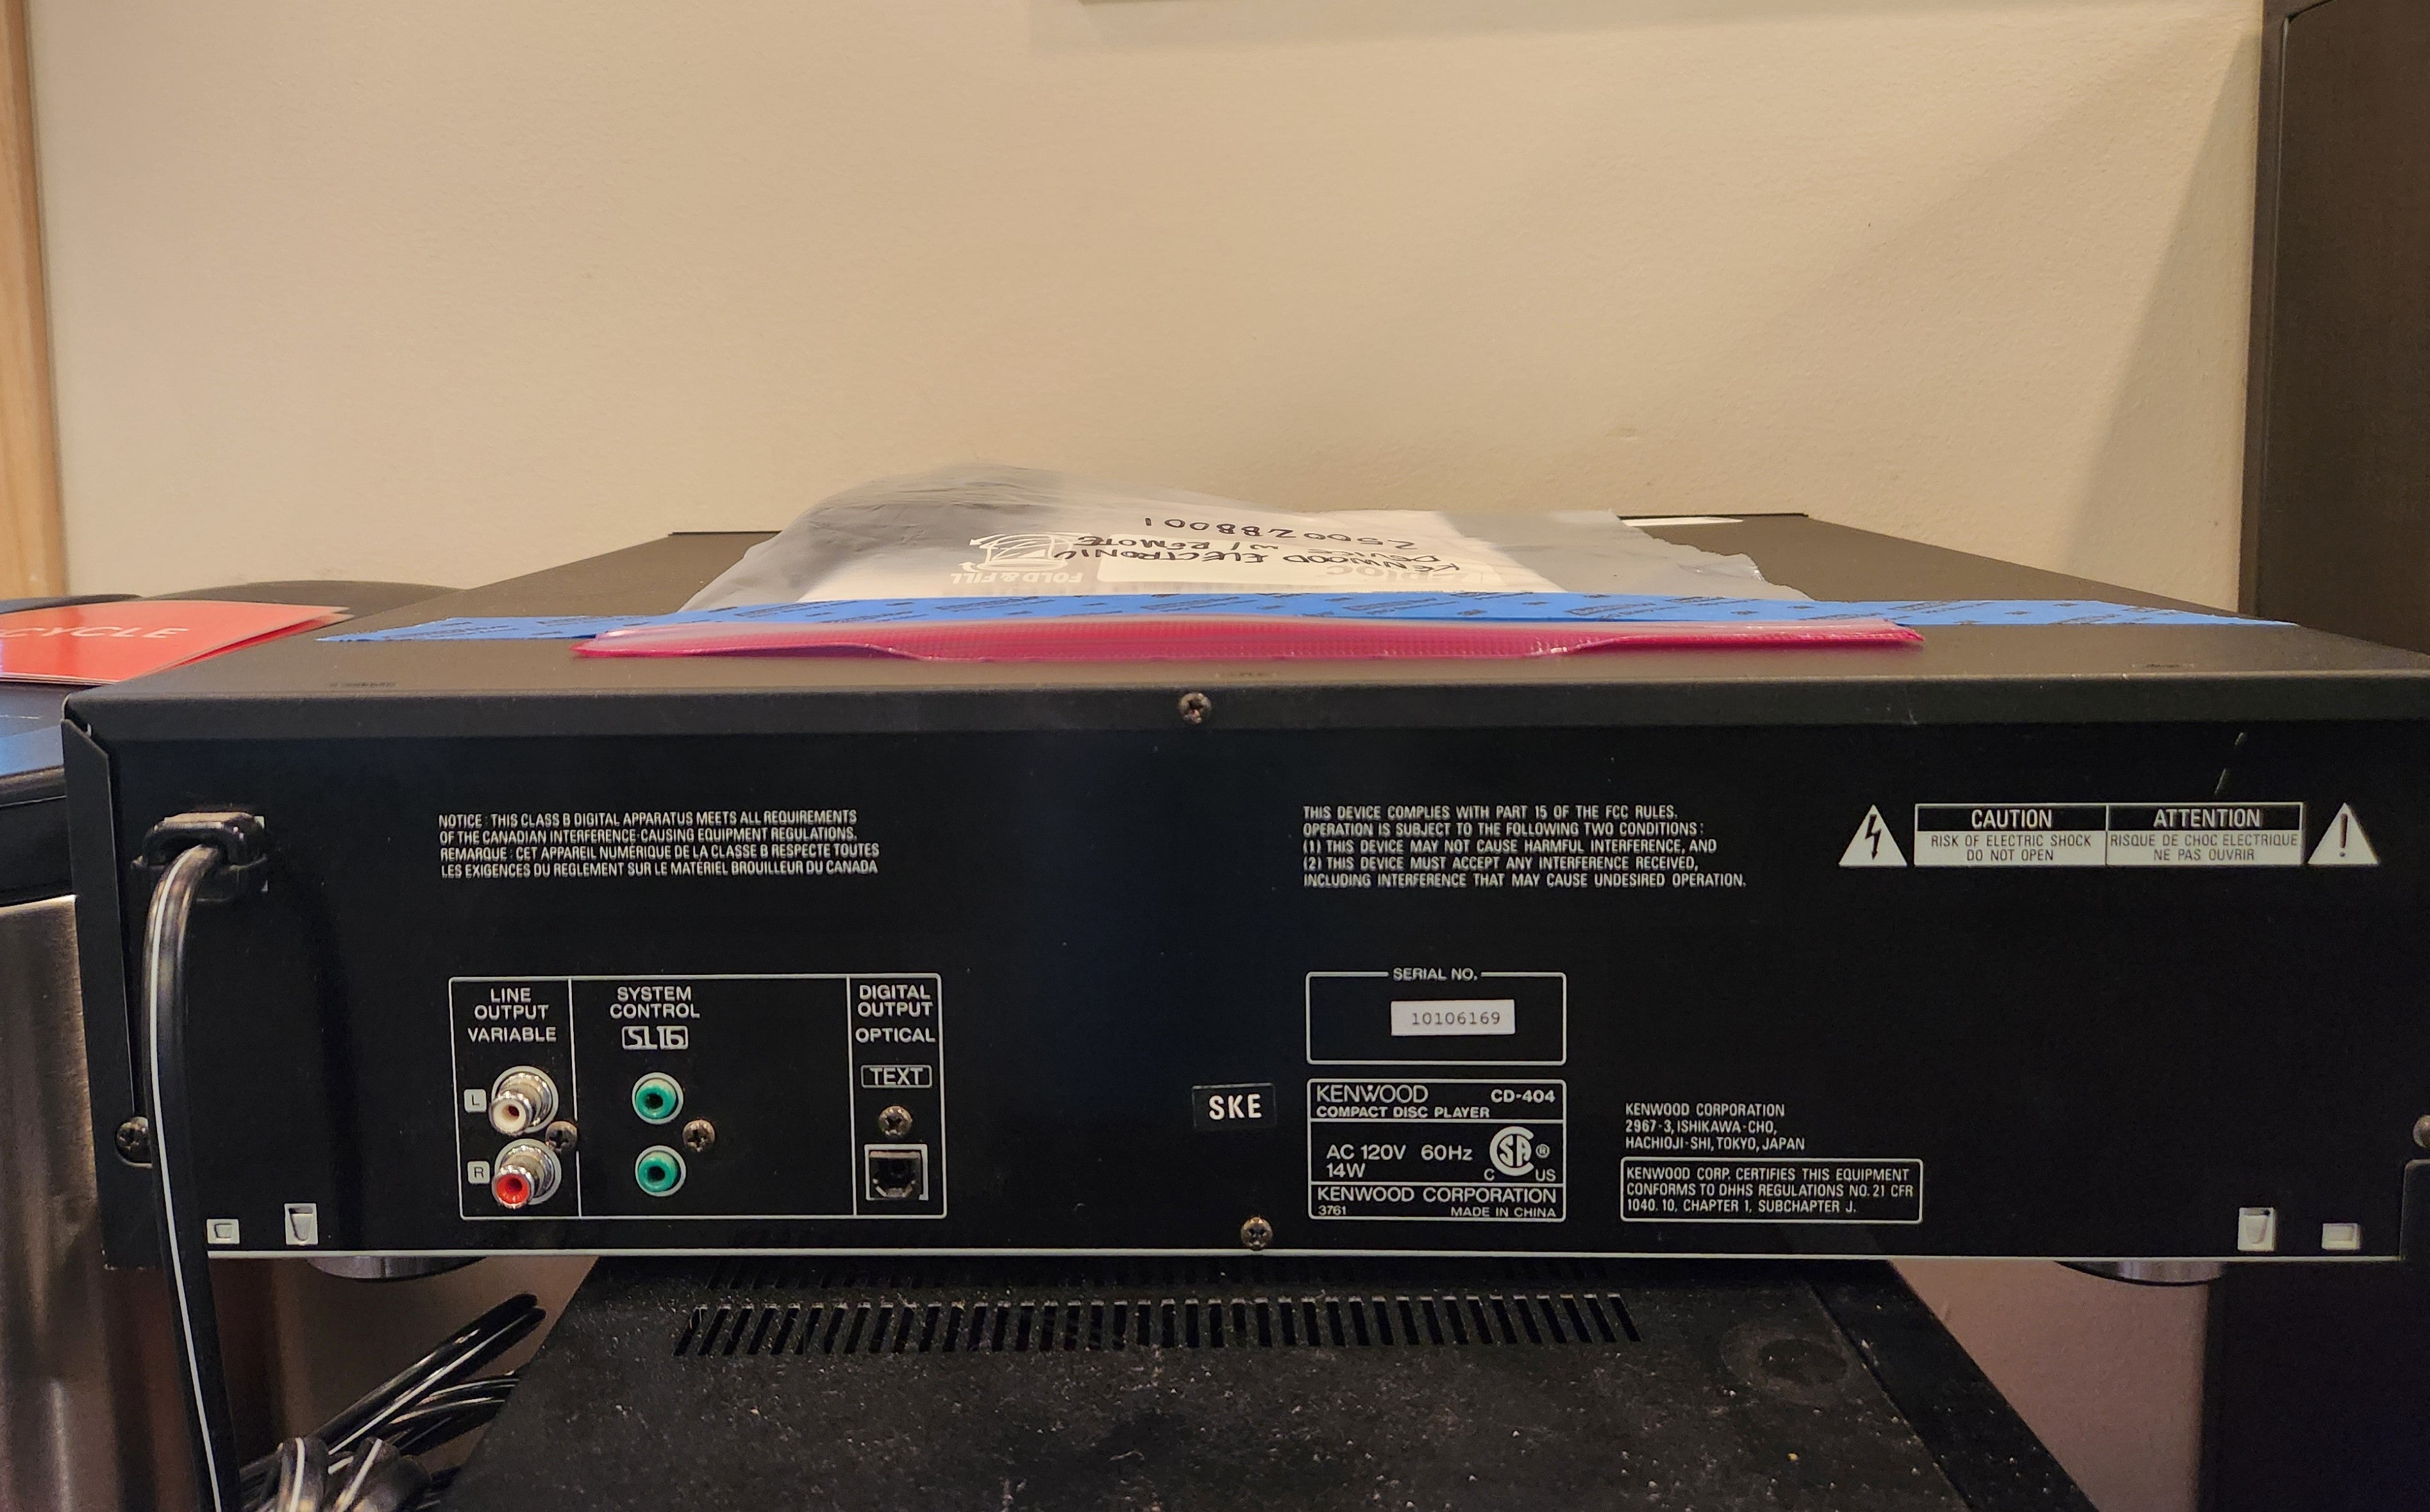 25002BB001
KENWOOD ELECTRONIC
DEVICE W/ REMOTE
FOLD & FILL
CYCLE
NOTICE : THIS CLASS B DIGITAL APPARATUS MEETS ALL REQUIREMENTS
OF THE CANADIAN INTERFERENCE-CAUSING EQUIPMENT REGULATIONS.
REMARQUE : CET APPAREIL NUMÉRIQUE DE LA CLASSE B RESPECTE TOUTES
LES EXIGENCES DU REGLEMENT SUR LE MATÉRIEL BROUILLEUR DU CANADA
THIS DEVICE COMPLIES WITH PART 15 OF THE FCC RULES.
OPERATION IS SUBJECT TO THE FOLLOWING TWO CONDITIONS :
(1) THIS DEVICE MAY NOT CAUSE HARMFUL INTERFERENCE, AND
(2) THIS DEVICE MUST ACCEPT ANY INTERFERENCE RECEIVED,
INCLUDING INTERFERENCE THAT MAY CAUSE UNDESIRED OPERATION.
CAUTION
RISK OF ELECTRIC SHOCK
DO NOT OPEN
ATTENTION
RISQUE DE CHOC ELECTRIQUE
NE PAS OUVRIR
LINE
OUTPUT
VARIABLE
L
R
SYSTEM
CONTROL
SL16
DIGITAL
OUTPUT
OPTICAL
TEXT
SKE
SERIAL NO.
10106169
KENWOOD CD-404
COMPACT DISC PLAYER
AC 120V 60Hz
14W
C SA ® US
KENWOOD CORPORATION
3761 MADE IN CHINA
KENWOOD CORPORATION
2967-3, ISHIKAWA-CHO,
HACHIOJI-SHI, TOKYO, JAPAN
KENWOOD CORP. CERTIFIES THIS EQUIPMENT
CONFORMS TO DHHS REGULATIONS NO. 21 CFR
1040. 10, CHAPTER 1, SUBCHAPTER J.